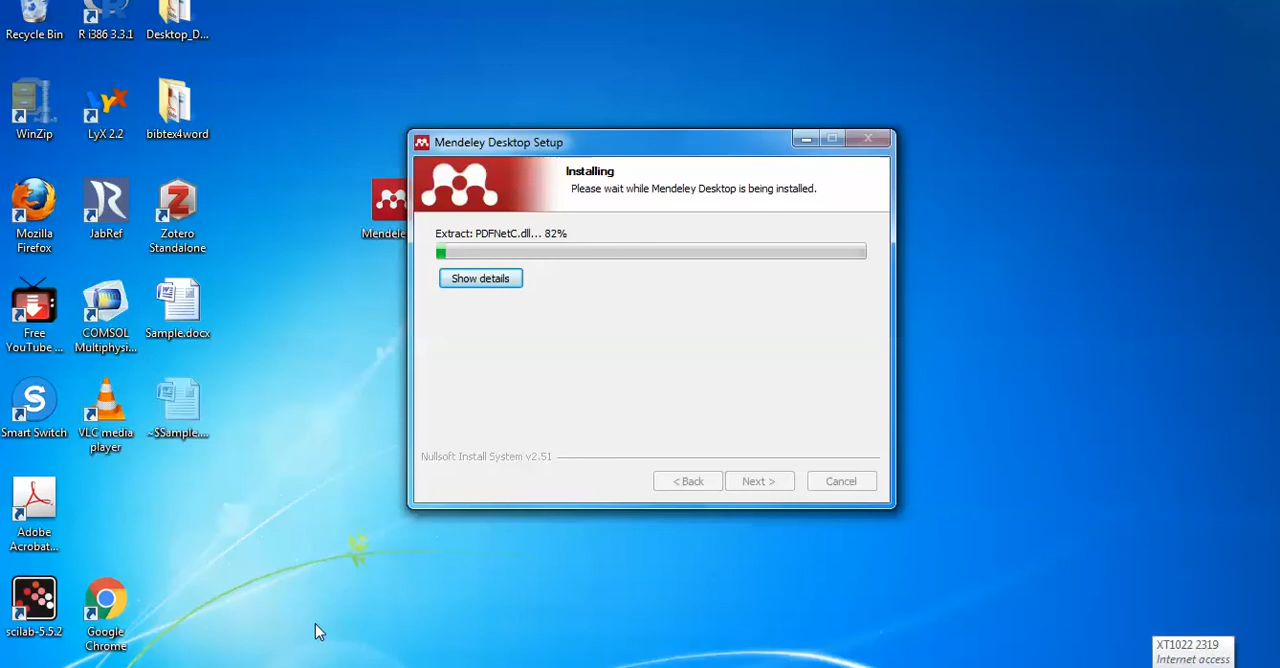 Recycle Bin
R i386 3.3.1
Desktop_D...
WinZip
LyX 2.2
bibtex4word
Mozilla
Firefox
JabRef
Zotero
Standalone
Free
YouTube ...
COMSOL
Multiphysi...
Sample.docx
Smart Switch
VLC media
player
~$Sample....
Adobe
Acrobat...
scilab-5.5.2
Google
Chrome
Mendele
Mendeley Desktop Setup
Installing
Please wait while Mendeley Desktop is being installed.
Extract: PDFNetC.dll... 82%
Show details
Nullsoft Install System v2.51
< Back
Next >
Cancel
XT1022 2319
Internet access